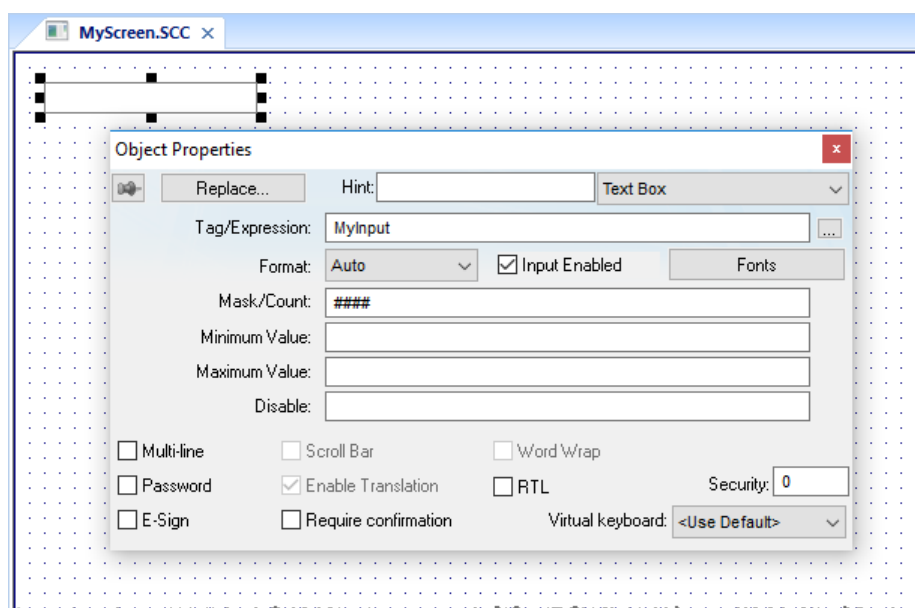 MyScreen.SCC ×
Object Properties x
Replace... Hint: Text Box
Tag/Expression: MyInput ...
Format: Auto Input Enabled Fonts
Mask/Count: ####
Minimum Value:
Maximum Value:
Disable:
Multi-line Scroll Bar Word Wrap
Password Enable Translation RTL Security: 0
E-Sign Require confirmation Virtual keyboard: <Use Default>